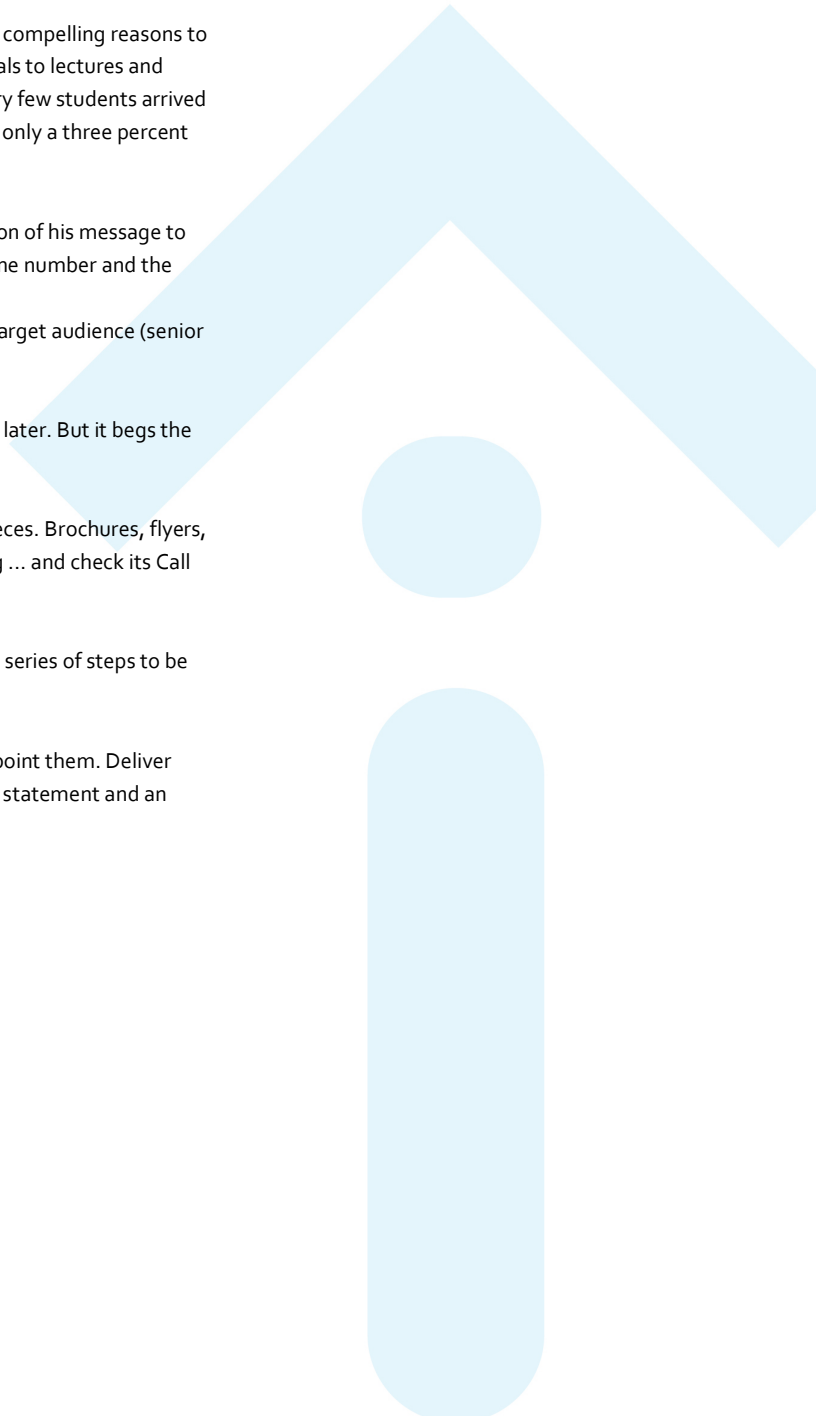 compelling reasons to
als to lectures and
ry few students arrived
only a three percent
on of his message to
ne number and the
arget audience (senior
later. But it begs the
eces. Brochures, flyers,
g … and check its Call
series of steps to be
point them. Deliver
statement and an